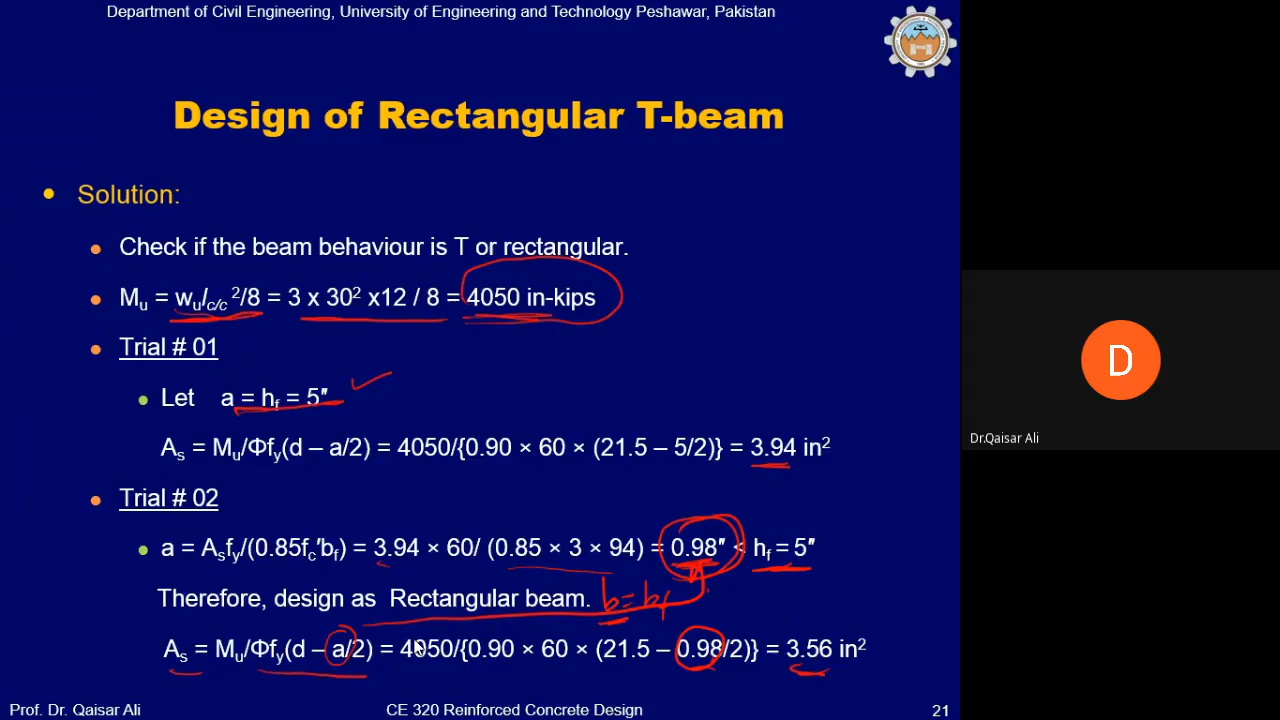 Department of Civil Engineering, University of Engineering and Technology Peshawar, Pakistan
Design of Rectangular T-beam
• Solution:
• Check if the beam behaviour is T or rectangular.
• Mu = wulc/c ²/8 = 3 x 30² x12 / 8 = 4050 in-kips
• Trial # 01
• Let a = hf = 5″
As = Mu/Φfy(d – a/2) = 4050/{0.90 × 60 × (21.5 – 5/2)} = 3.94 in²
• Trial # 02
• a = Asfy/(0.85fc′bf) = 3.94 × 60/ (0.85 × 3 × 94) = 0.98″ < hf = 5″
Therefore, design as Rectangular beam. b = bf
As = Mu/Φfy(d – a/2) = 4050/{0.90 × 60 × (21.5 – 0.98/2)} = 3.56 in²
Prof. Dr. Qaisar Ali CE 320 Reinforced Concrete Design 21
D
Dr.Qaisar Ali